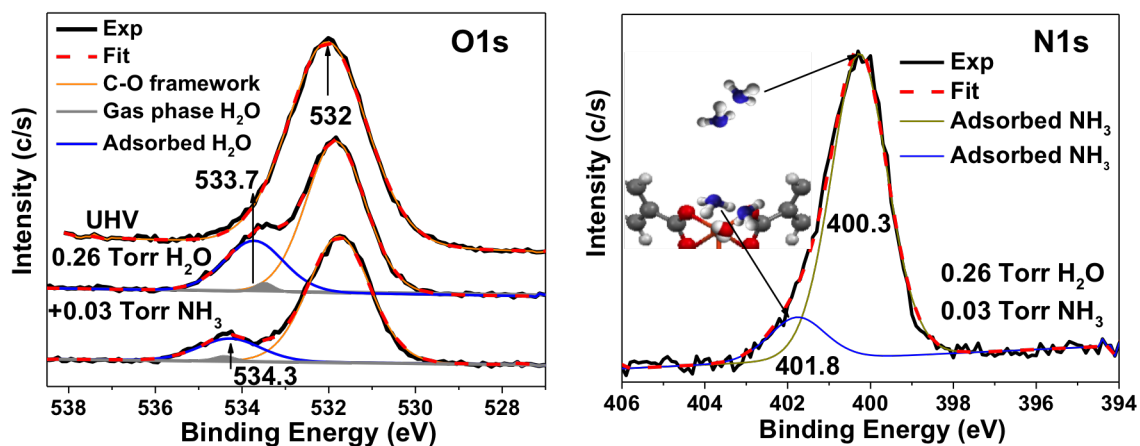 O1s
Exp
Fit
C-O framework
Gas phase H₂O
Adsorbed H₂O
532
533.7
UHV
0.26 Torr H₂O
+0.03 Torr NH₃
534.3
Intensity (c/s)
538 536 534 532 530 528
Binding Energy (eV)
N1s
Exp
Fit
Adsorbed NH₃
Adsorbed NH₃
400.3
0.26 Torr H₂O
0.03 Torr NH₃
401.8
Intensity (c/s)
406 404 402 400 398 396 394
Binding Energy (eV)